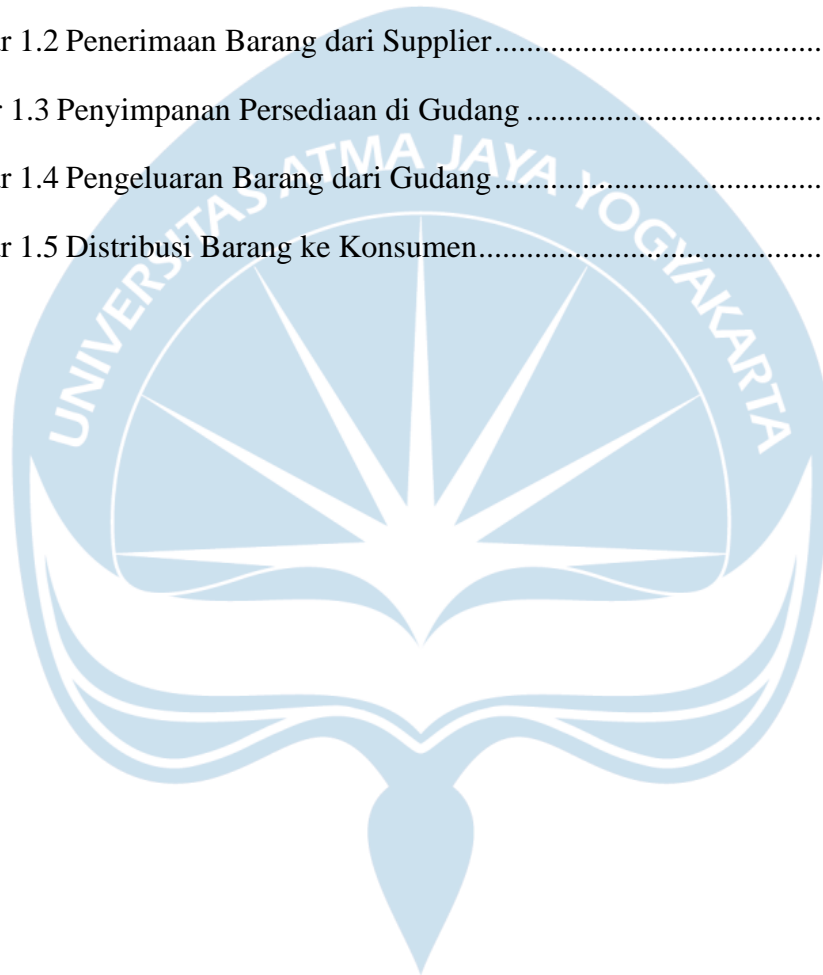 r 1.2 Penerimaan Barang dari Supplier........................................
r 1.3 Penyimpanan Persediaan di Gudang ....................................
r 1.4 Pengeluaran Barang dari Gudang........................................
r 1.5 Distribusi Barang ke Konsumen..........................................
UNIVERSITAS ATMA JAYA YOGYAKARTA